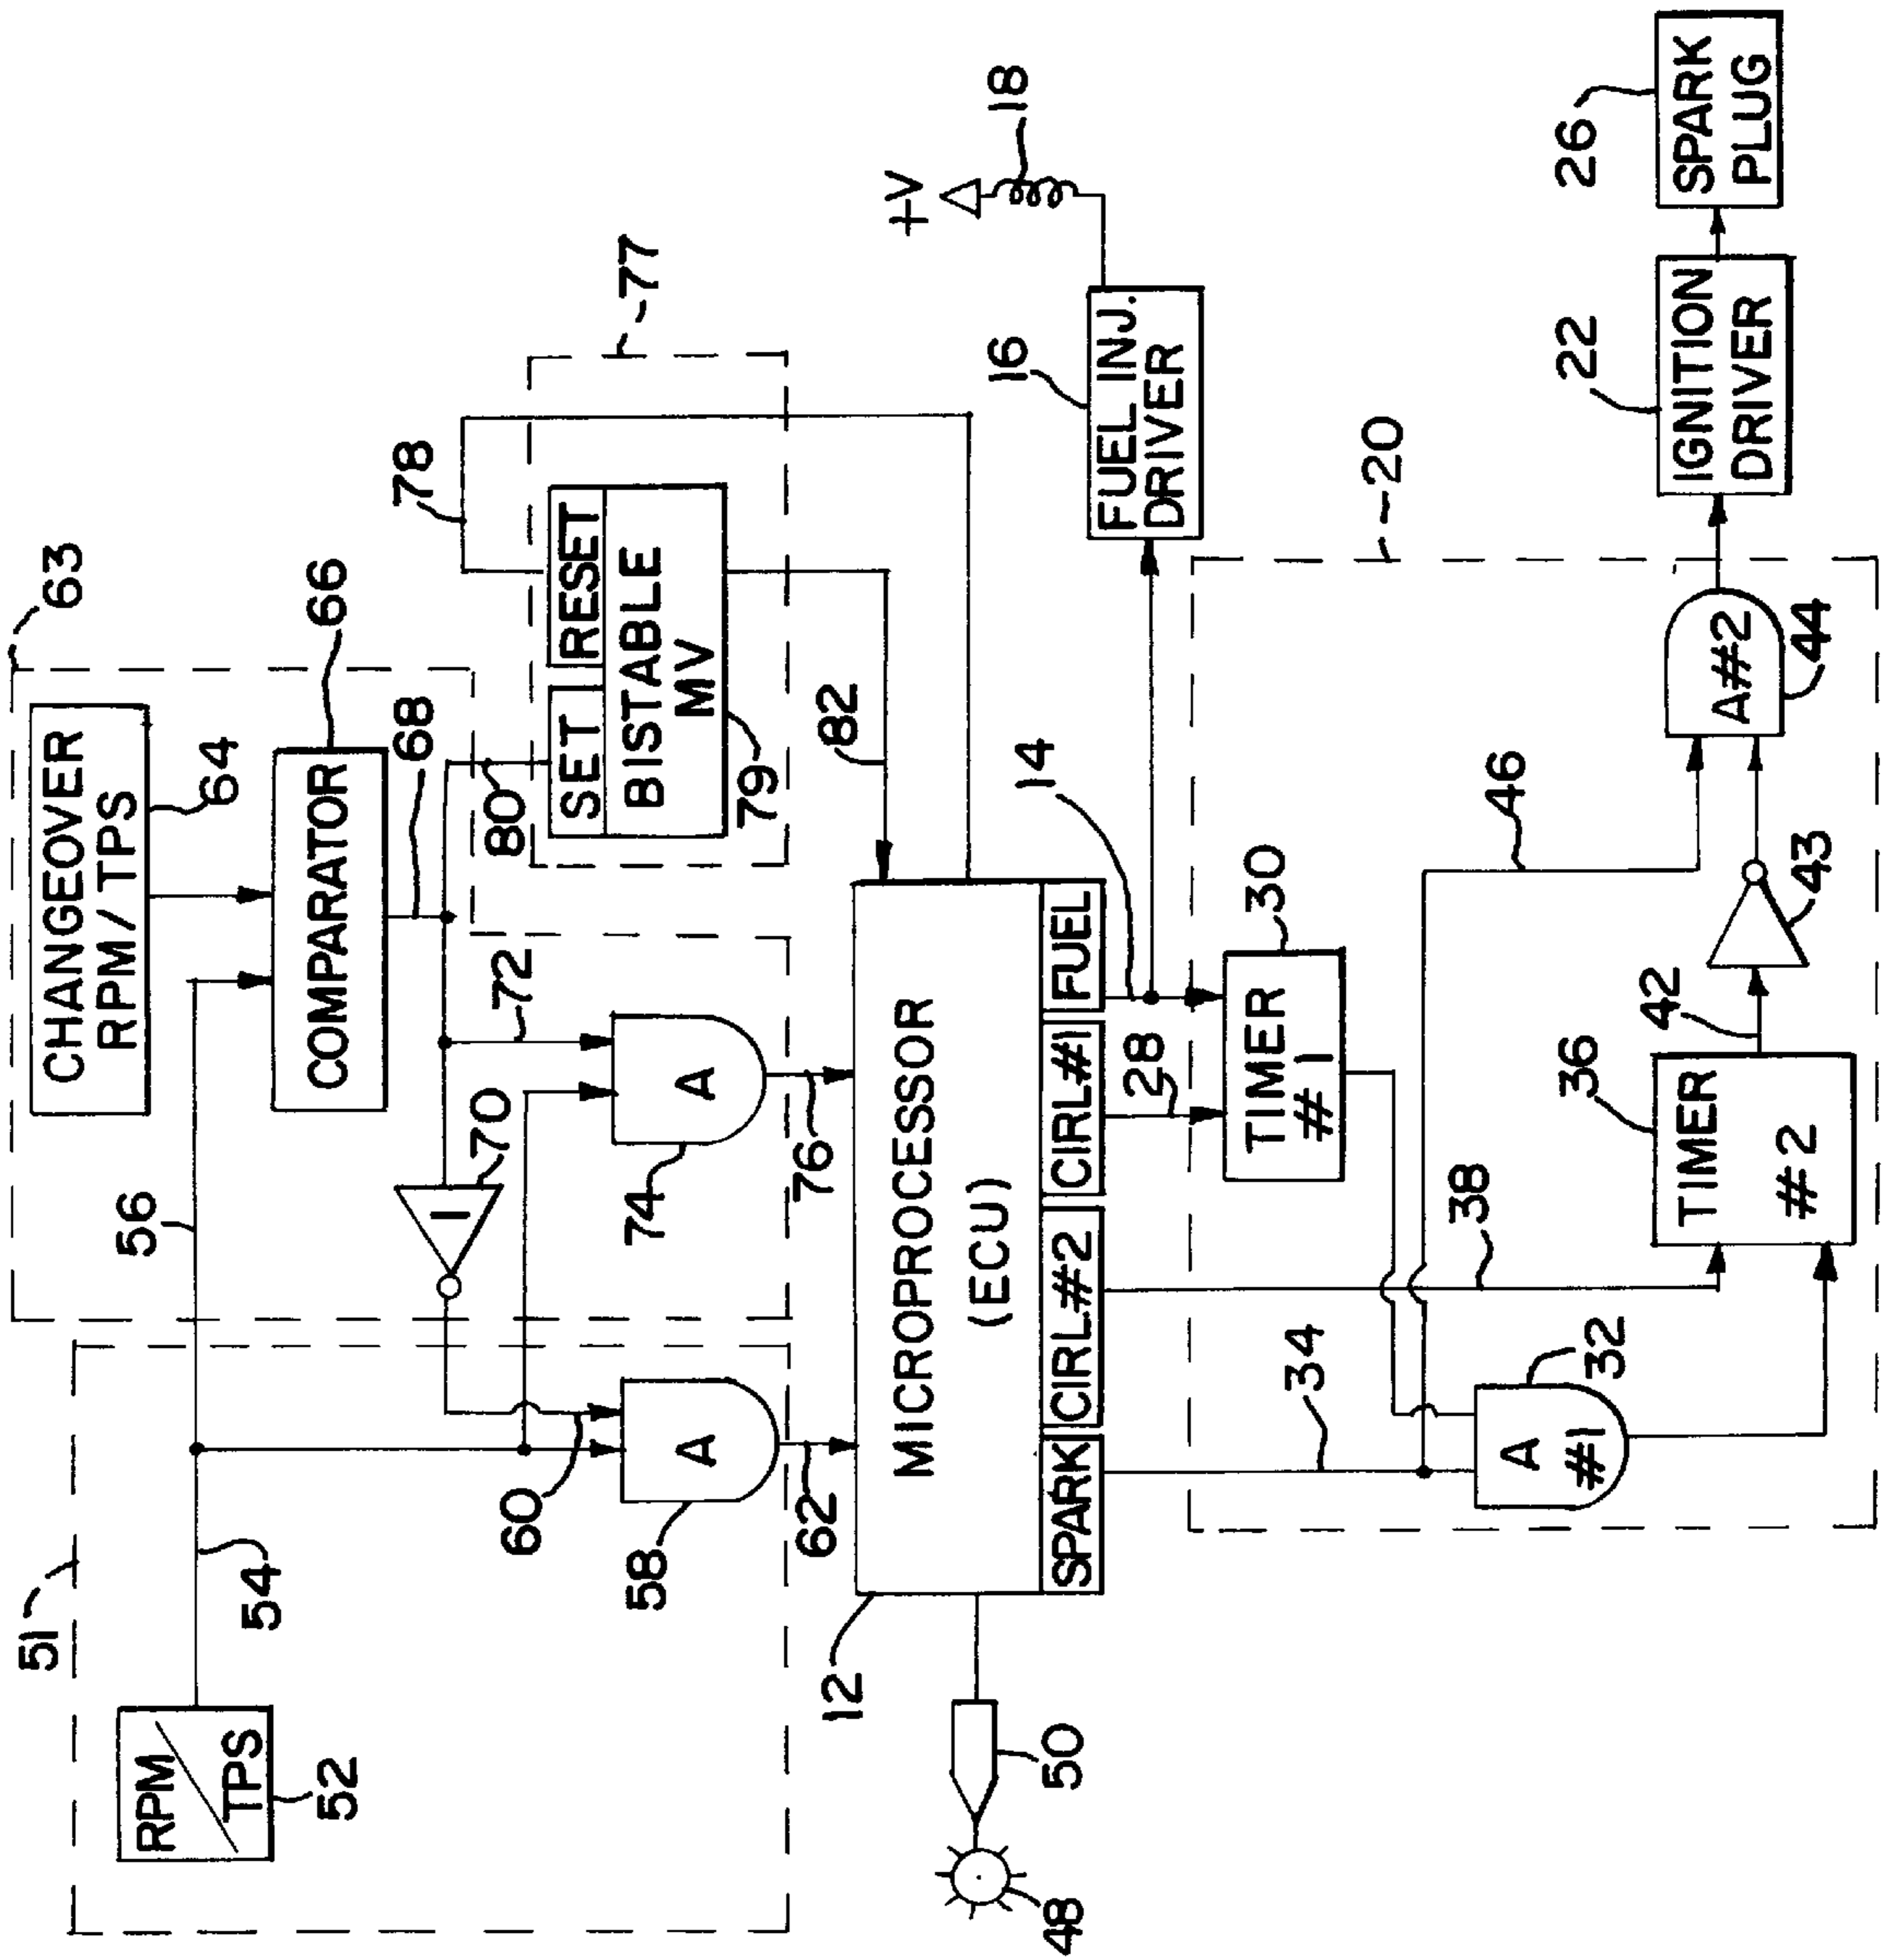 51
63
CHANGEOVER
RPM/TPS
64
RPM
TPS
52
54
56
COMPARATOR
66
68
78
I
70
72
60
80
SET
RESET
BISTABLE
MV
79
77
A
58
A
74
62
76
82
12
MICROPROCESSOR
(ECU)
SPARK
CIRL.#2
CIRL#1
FUEL
+V
18
48
50
14
28
16
FUEL INJ.
DRIVER
TIMER
#1
30
34
38
20
46
A
#1
32
TIMER
#2
36
42
43
A#2
44
22
IGNITION
DRIVER
26
SPARK
PLUG